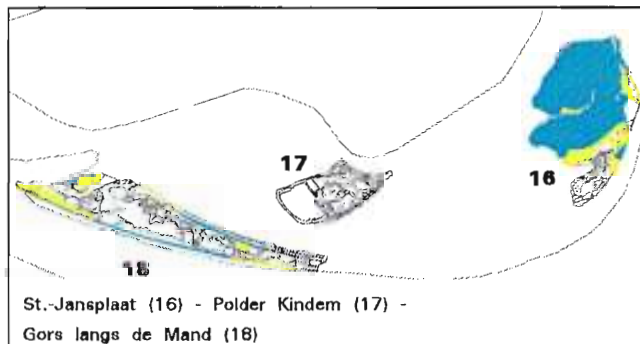 17
16
18
St.-Jansplaat (16) - Polder Kindem (17) -
Gors langs de Mand (18)